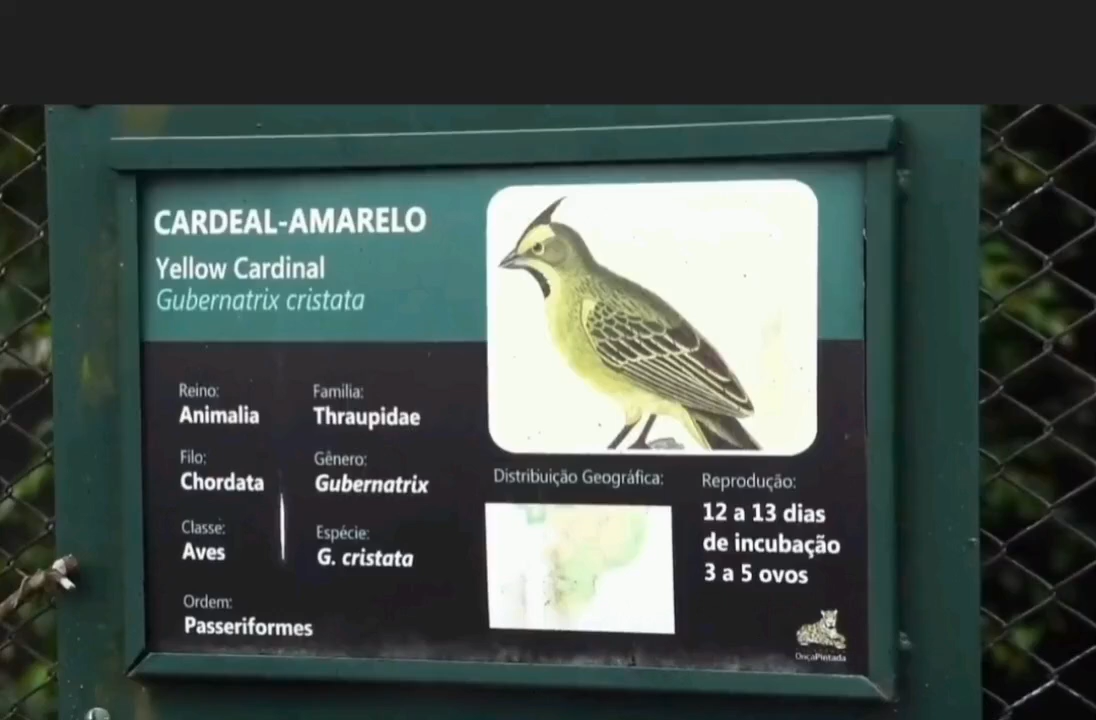 CARDEAL-AMARELO
Yellow Cardinal
Gubernatrix cristata
Reino:
Animalia
Filo:
Chordata
Classe:
Aves
Ordem:
Passeriformes
Família:
Thraupidae
Gênero:
Gubernatrix
Espécie:
G. cristata
Distribuição Geográfica:
Reprodução:
12 a 13 dias
de incubação
3 a 5 ovos
OnçaPintada